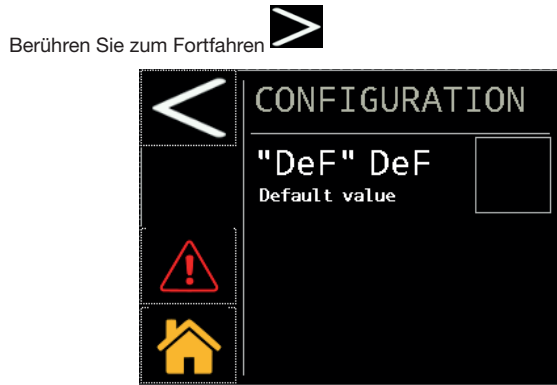 Berühren Sie zum Fortfahren
CONFIGURATION
"DeF" DeF
Default value